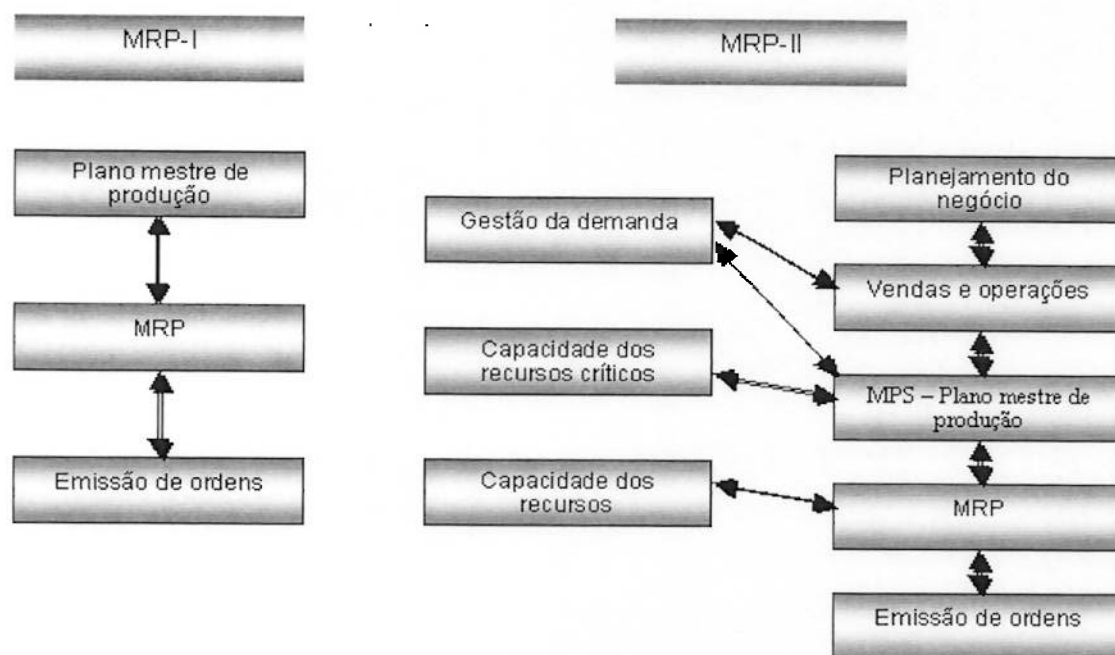 MRP-I
MRP-II
Plano mestre de
produção
MRP
Emissão de ordens
Gestão da demanda
Capacidade dos
recursos críticos
Capacidade dos
recursos
Planejamento do
negócio
Vendas e operações
MPS – Plano mestre de
produção
MRP
Emissão de ordens